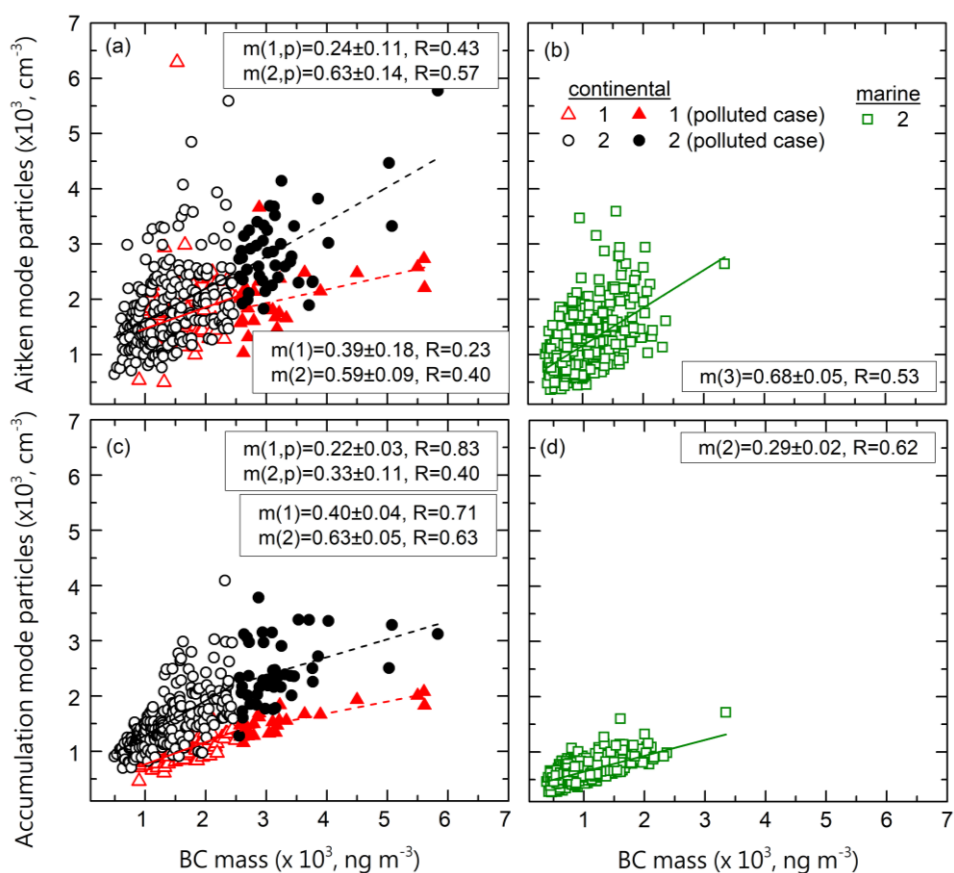 Aitken mode particles (x10³, cm⁻³)
7
6
5
4
3
2
1
(a)
m(1,p)=0.24±0.11, R=0.43
m(2,p)=0.63±0.14, R=0.57
m(1)=0.39±0.18, R=0.23
m(2)=0.59±0.09, R=0.40
(b)
continental
1 1 (polluted case)
2 2 (polluted case)
marine
2
m(3)=0.68±0.05, R=0.53
Accumulation mode particles (x10³, cm⁻³)
7
6
5
4
3
2
1
(c)
m(1,p)=0.22±0.03, R=0.83
m(2,p)=0.33±0.11, R=0.40
m(1)=0.40±0.04, R=0.71
m(2)=0.63±0.05, R=0.63
1 2 3 4 5 6 7
BC mass (x 10³, ng m⁻³)
(d)
m(2)=0.29±0.02, R=0.62
1 2 3 4 5 6 7
BC mass (x 10³, ng m⁻³)